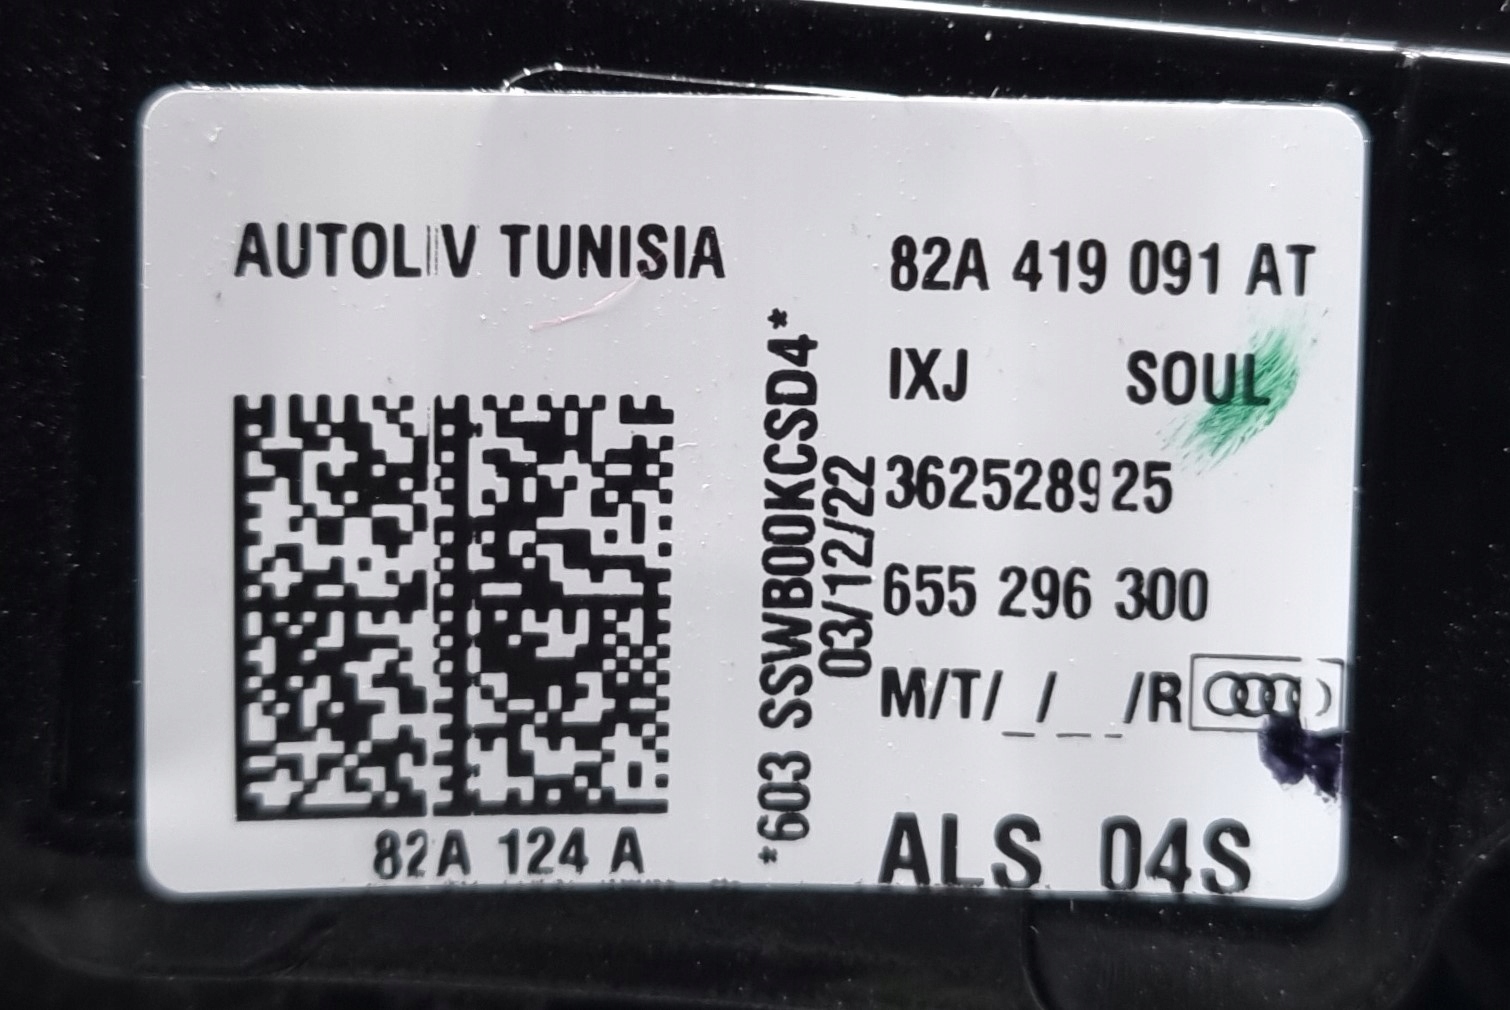 AUTOLIV TUNISIA
82A 124 A
*603 SSWB00KCSD4*
03/12/22
82A 419 091 AT
IXJ SOUL
362528925
655 296 300
M/T/_/_ _/R
ALS 04S